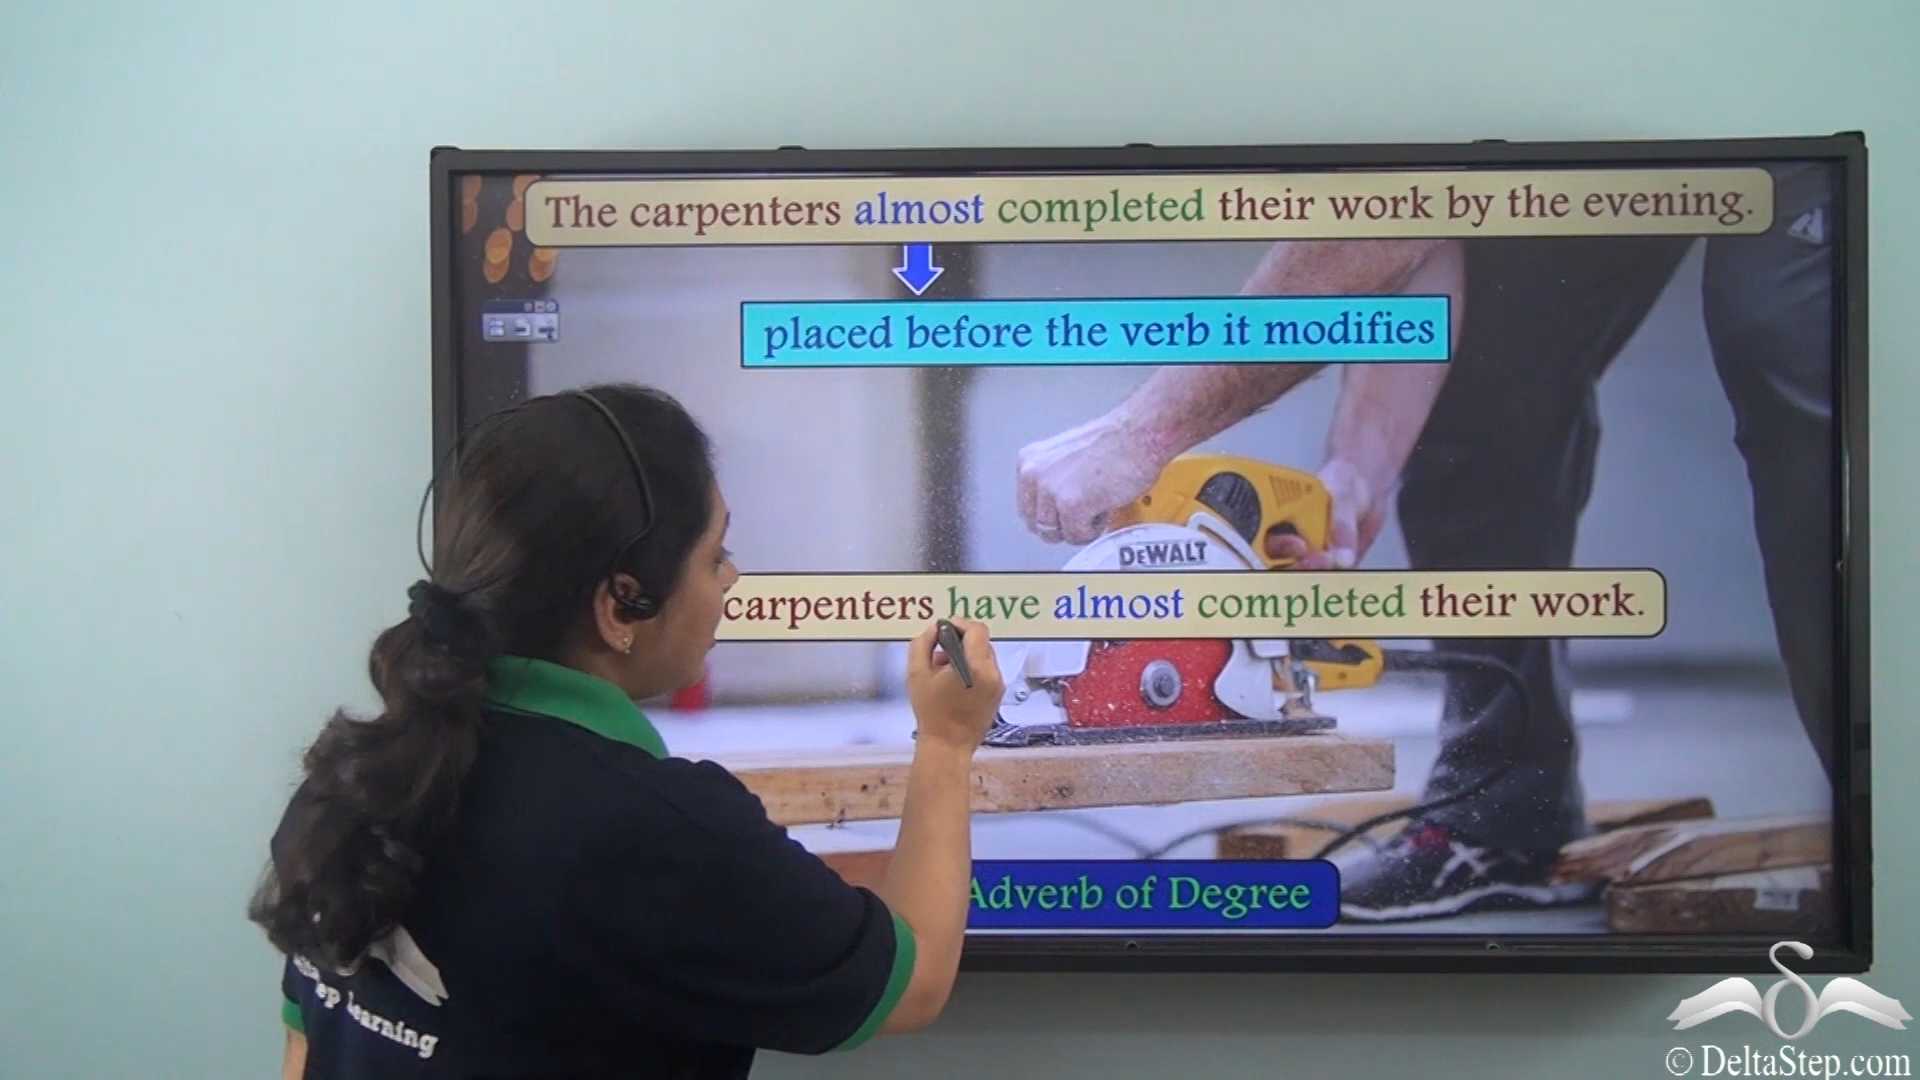 The carpenters almost completed their work by the evening.
placed before the verb it modifies
DEWALT
carpenters have almost completed their work.
Adverb of Degree
ep Learning
© DeltaStep.com